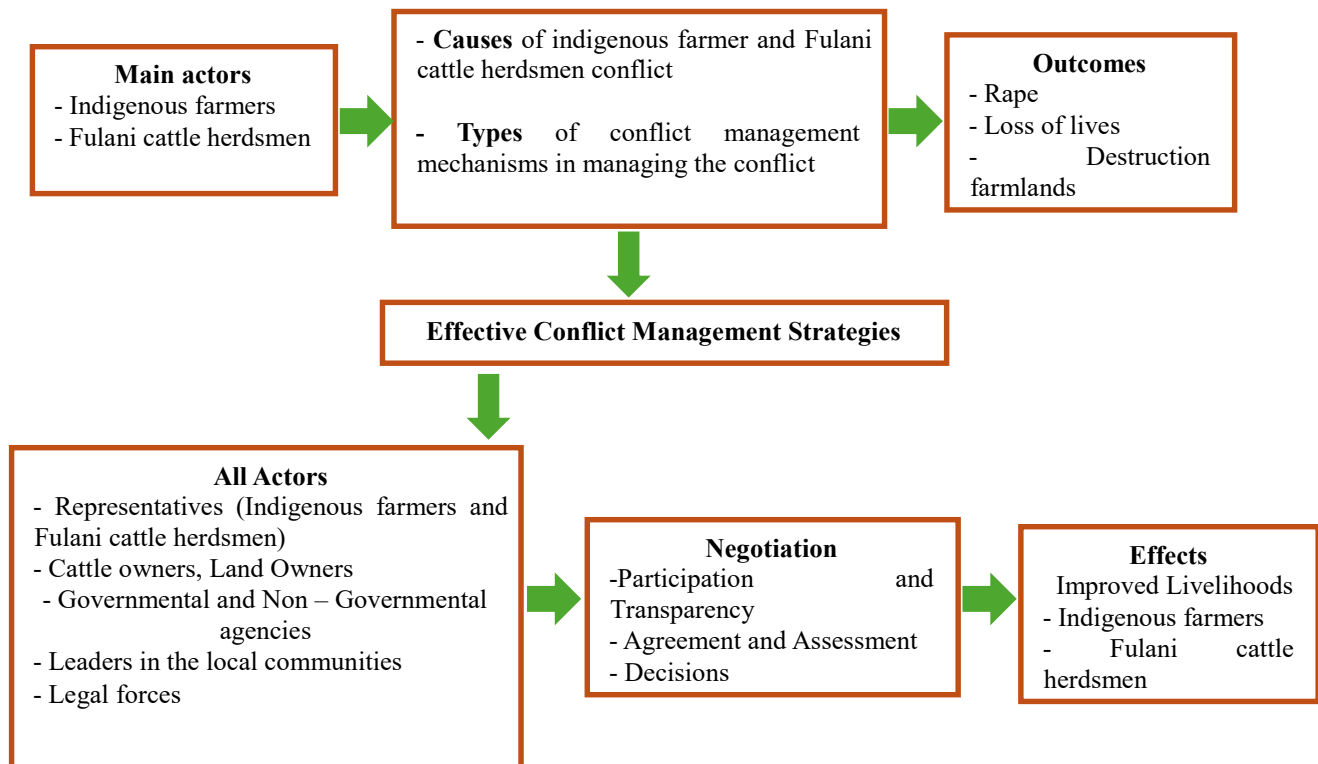 Main actors
- Indigenous farmers
- Fulani cattle herdsmen
- Causes of indigenous farmer and Fulani
cattle herdsmen conflict
- Types of conflict management
mechanisms in managing the conflict
Outcomes
- Rape
- Loss of lives
- Destruction
farmlands
Effective Conflict Management Strategies
All Actors
- Representatives (Indigenous farmers and
Fulani cattle herdsmen)
- Cattle owners, Land Owners
- Governmental and Non – Governmental
agencies
- Leaders in the local communities
- Legal forces
Negotiation
-Participation and
Transparency
- Agreement and Assessment
- Decisions
Effects
Improved Livelihoods
- Indigenous farmers
- Fulani cattle
herdsmen